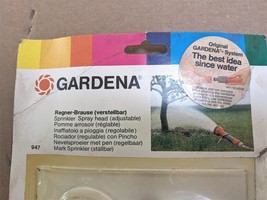 Original
GARDENA®-System
The best idea
since water
GARDENA®
Regner-Brause (verstellbar)
Sprinkler Spray head (adjustable)
Pomme arrosoir (réglable)
Inaffiatoio a pioggia (regolabile)
Rociador (regulable) con Pincho
Nevelsproeier met pen (regelbaar)
Mark Sprinkler (ställbar)
947